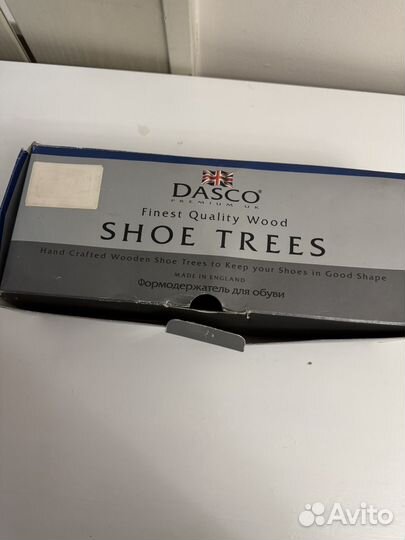 DASCO®
PREMIUM UK
Finest Quality Wood
SHOE TREES
Hand Crafted Wooden Shoe Trees to Keep your Shoes in Good Shape
MADE IN ENGLAND
Формодержатель для обуви
Avito